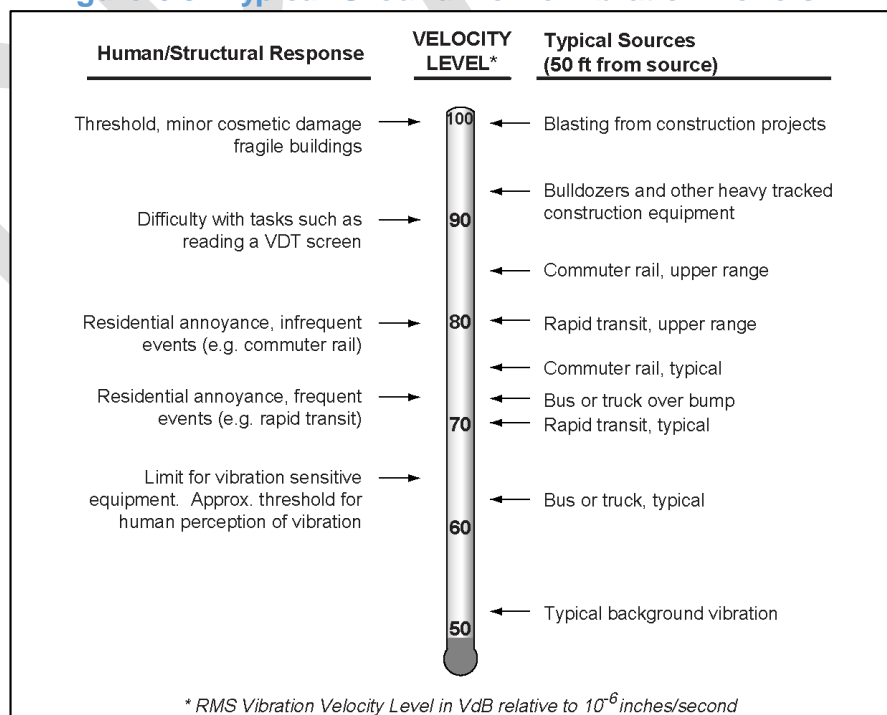 Human/Structural Response
VELOCITY
LEVEL*
Typical Sources
(50 ft from source)
Threshold, minor cosmetic damage
fragile buildings
Difficulty with tasks such as
reading a VDT screen
Residential annoyance, infrequent
events (e.g. commuter rail)
Residential annoyance, frequent
events (e.g. rapid transit)
Limit for vibration sensitive
equipment. Approx. threshold for
human perception of vibration
100
90
80
70
60
50
Blasting from construction projects
Bulldozers and other heavy tracked
construction equipment
Commuter rail, upper range
Rapid transit, upper range
Commuter rail, typical
Bus or truck over bump
Rapid transit, typical
Bus or truck, typical
Typical background vibration
* RMS Vibration Velocity Level in VdB relative to 10⁻⁶ inches/second